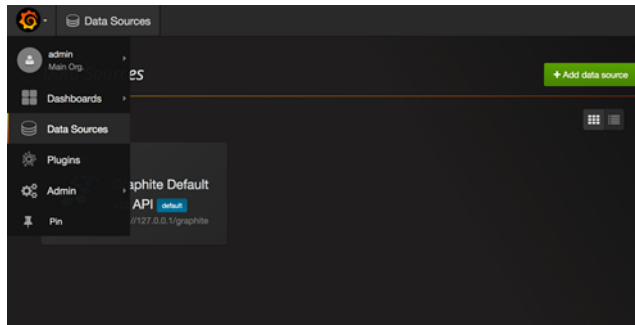 Data Sources
admin
Main Org.
es
+ Add data source
Dashboards
Data Sources
Plugins
Admin
Pin
aphite Default
API default
//127.0.0.1/graphite